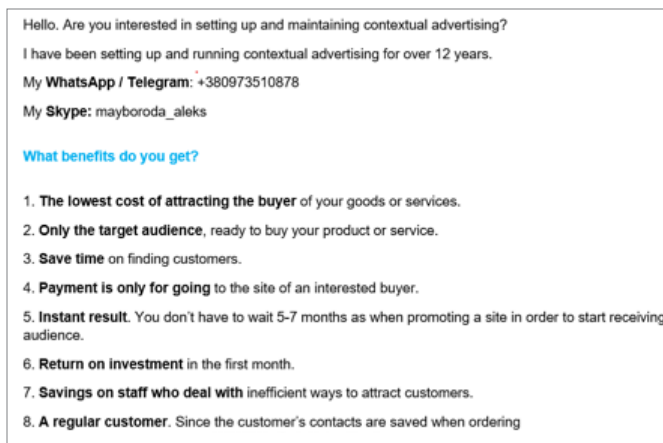 Hello. Are you interested in setting up and maintaining contextual advertising?
I have been setting up and running contextual advertising for over 12 years.
My WhatsApp / Telegram: +380973510878
My Skype: mayboroda_aleks
What benefits do you get?
1. The lowest cost of attracting the buyer of your goods or services.
2. Only the target audience, ready to buy your product or service.
3. Save time on finding customers.
4. Payment is only for going to the site of an interested buyer.
5. Instant result. You don't have to wait 5-7 months as when promoting a site in order to start receiving
audience.
6. Return on investment in the first month.
7. Savings on staff who deal with inefficient ways to attract customers.
8. A regular customer. Since the customer's contacts are saved when ordering